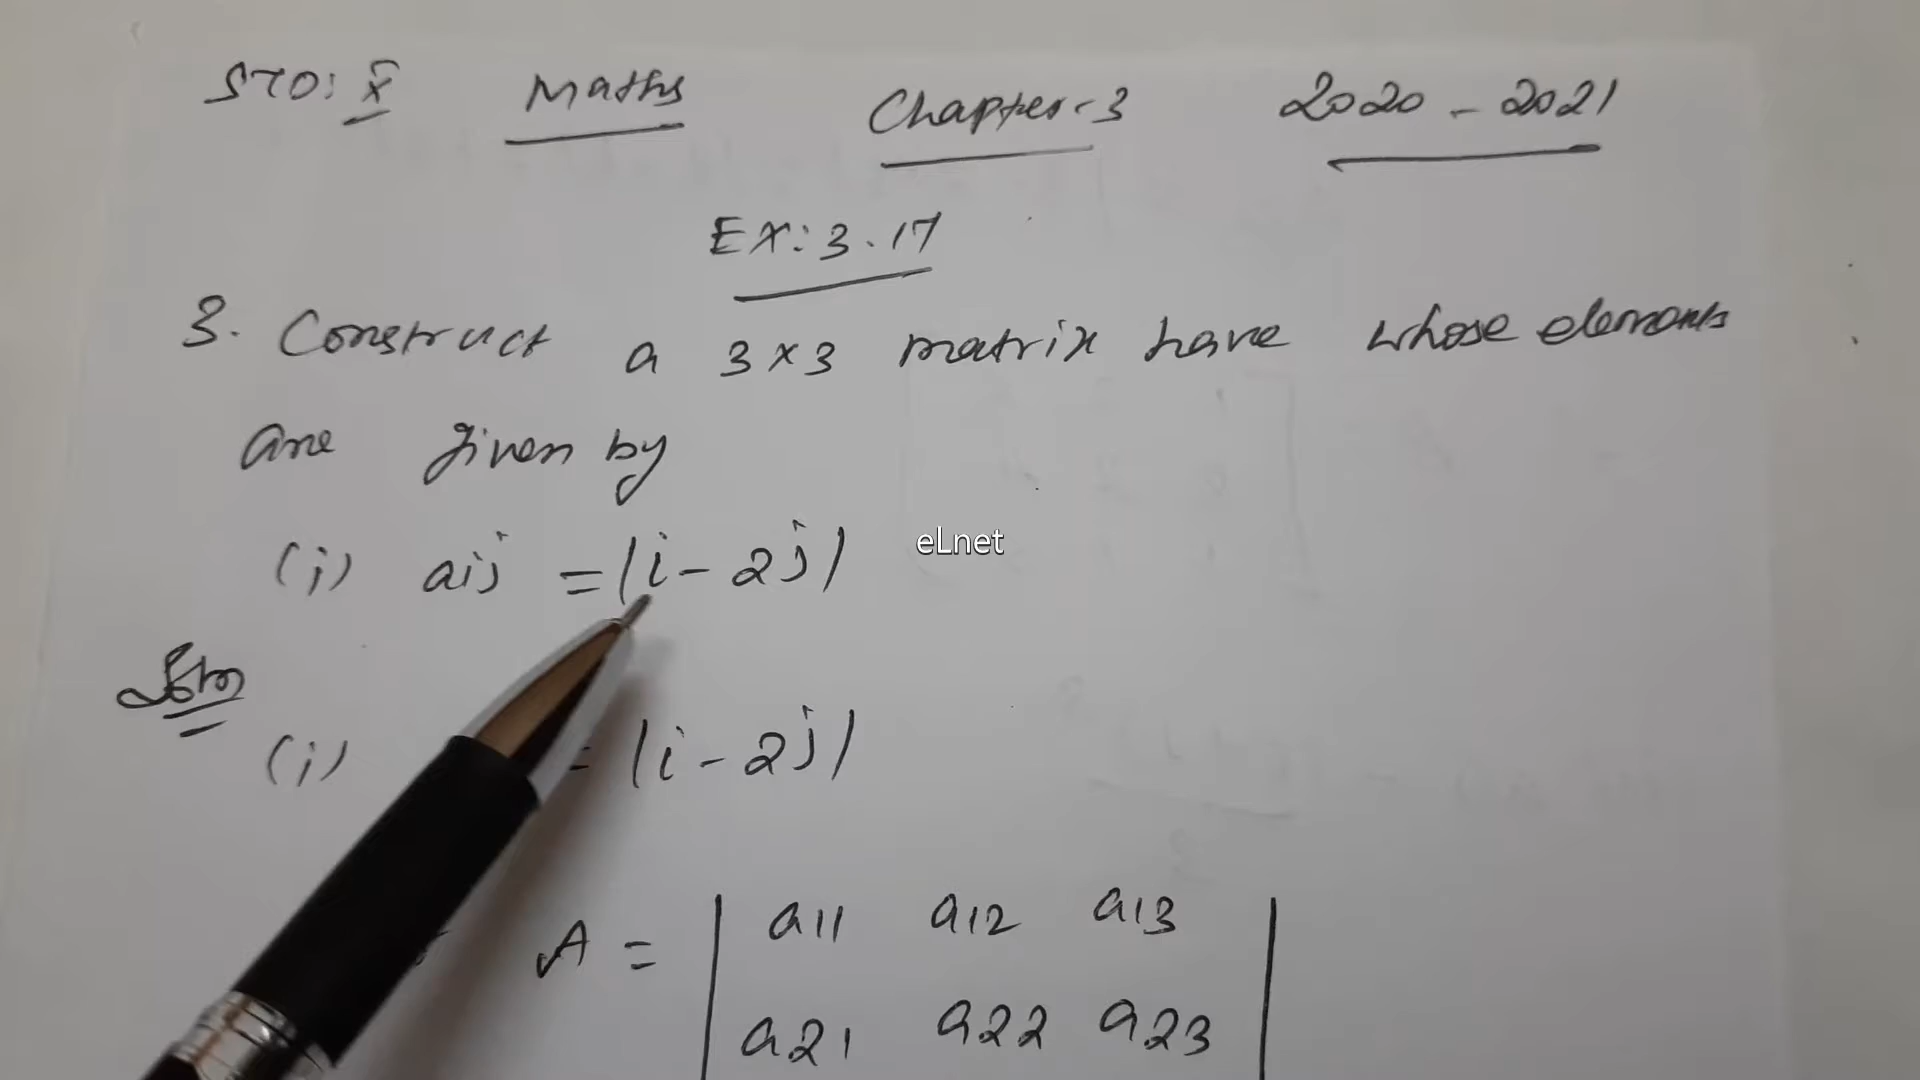 STD: X Maths Chapter-3 2020-2021
EX: 3.17
3. Construct a 3×3 matrix have whose elements
are given by
(i) aij = |i - 2j|
eLnet
Soln
(i) = |i - 2j|
A = | a11 a12 a13 |
a21 a22 a23